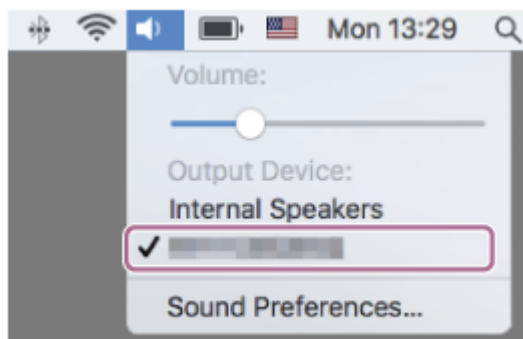 Mon 13:29
Volume:
Output Device:
Internal Speakers
Sound Preferences...